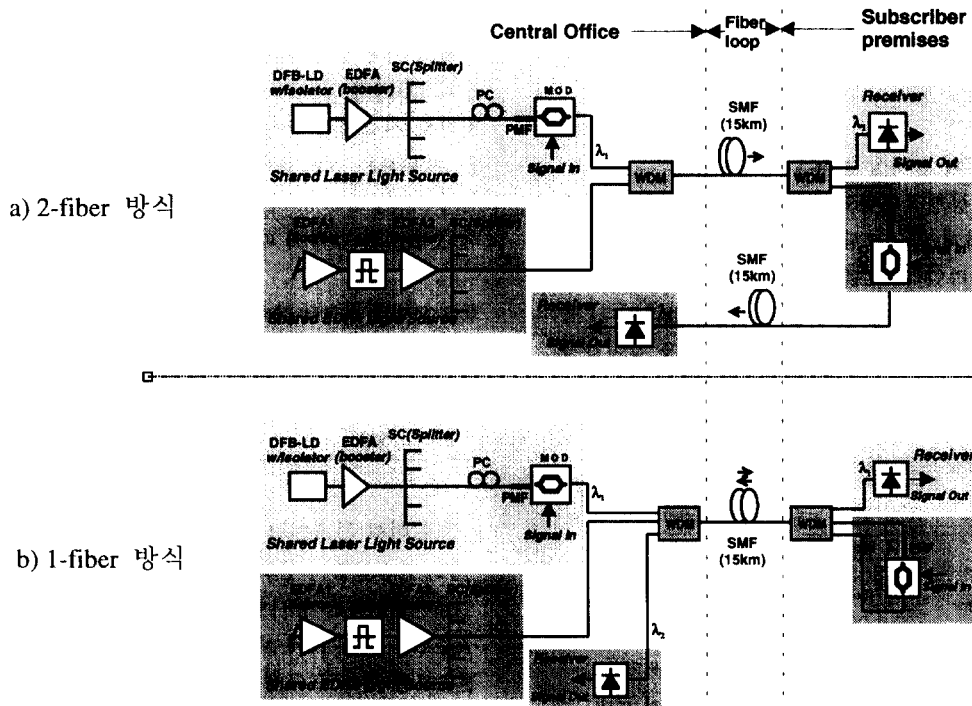 Central Office
Fiber
loop
Subscriber
premises
a) 2-fiber 방식
DFB-LD
w/isolator
EDFA
(booster)
SC(Splitter)
PC
MOD
PMF
Signal In
λ₁
Shared Laser Light Source
WDM
SMF
(15km)
WDM
Receiver
Signal Out
SMF
(15km)
Receiver
Signal Out
b) 1-fiber 방식
DFB-LD
w/isolator
EDFA
(booster)
SC(Splitter)
PC
MOD
PMF
Signal In
λ₁
Shared Laser Light Source
WDM
SMF
(15km)
WDM
Receiver
Signal Out
Signal In
λ₂
Receiver
Signal Out